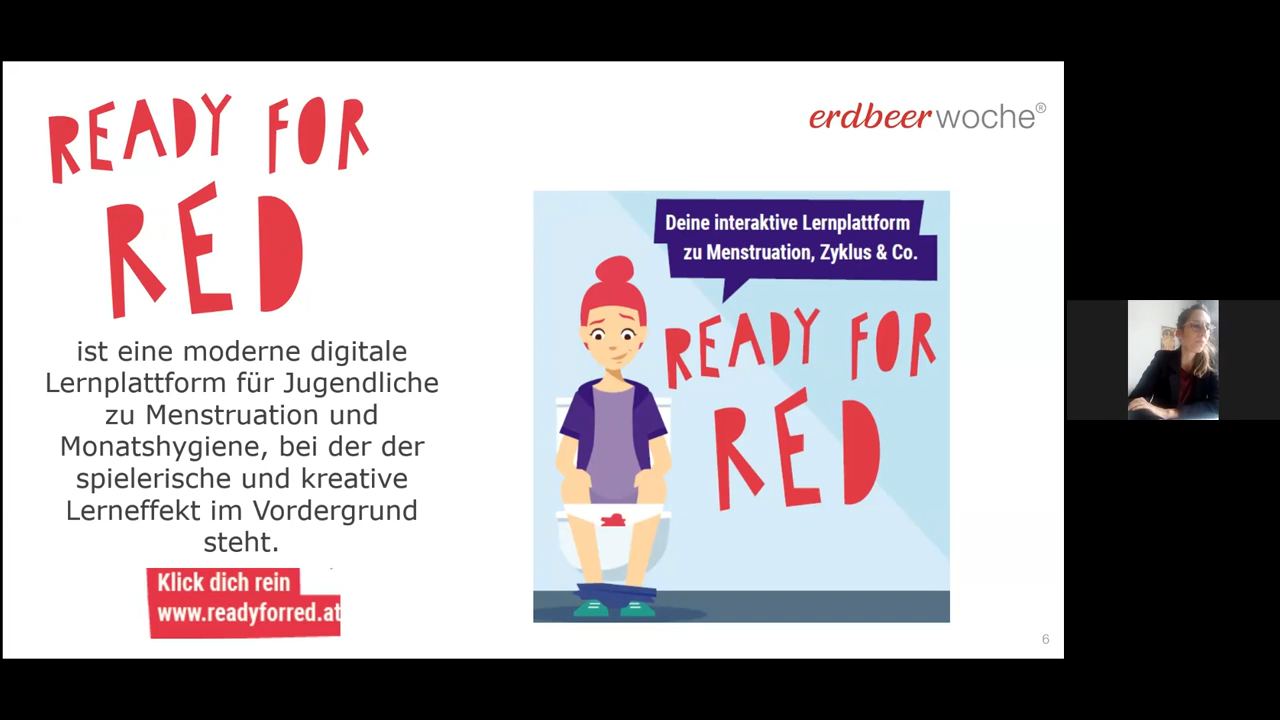 READY FOR
RED
ist eine moderne digitale
Lernplattform für Jugendliche
zu Menstruation und
Monatshygiene, bei der der
spielerische und kreative
Lerneffekt im Vordergrund
steht.
Klick dich rein
www.readyforred.at
erdbeerwoche®
Deine interaktive Lernplattform
zu Menstruation, Zyklus & Co.
READY FOR
RED
6